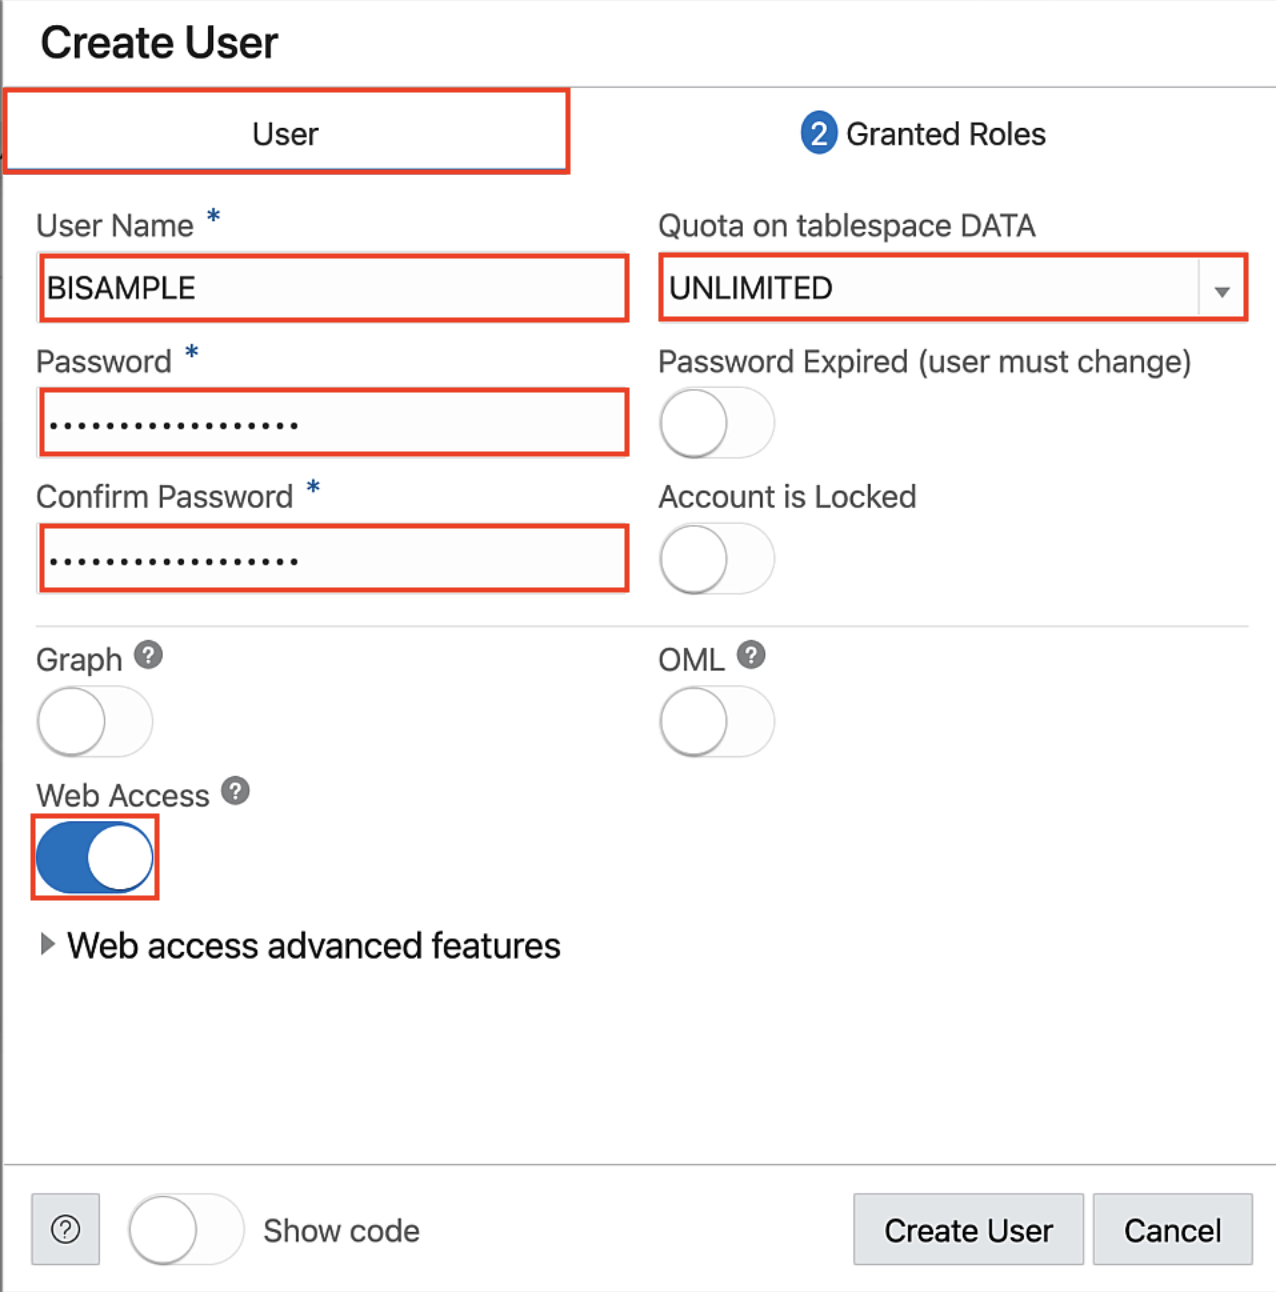 Create User
User
2 Granted Roles
User Name *
Quota on tablespace DATA
BISAMPLE
UNLIMITED
Password *
Password Expired (user must change)
••••••••••••••••••
Confirm Password *
Account is Locked
••••••••••••••••••
Graph ?
OML ?
Web Access ?
Web access advanced features
? Show code
Create User
Cancel